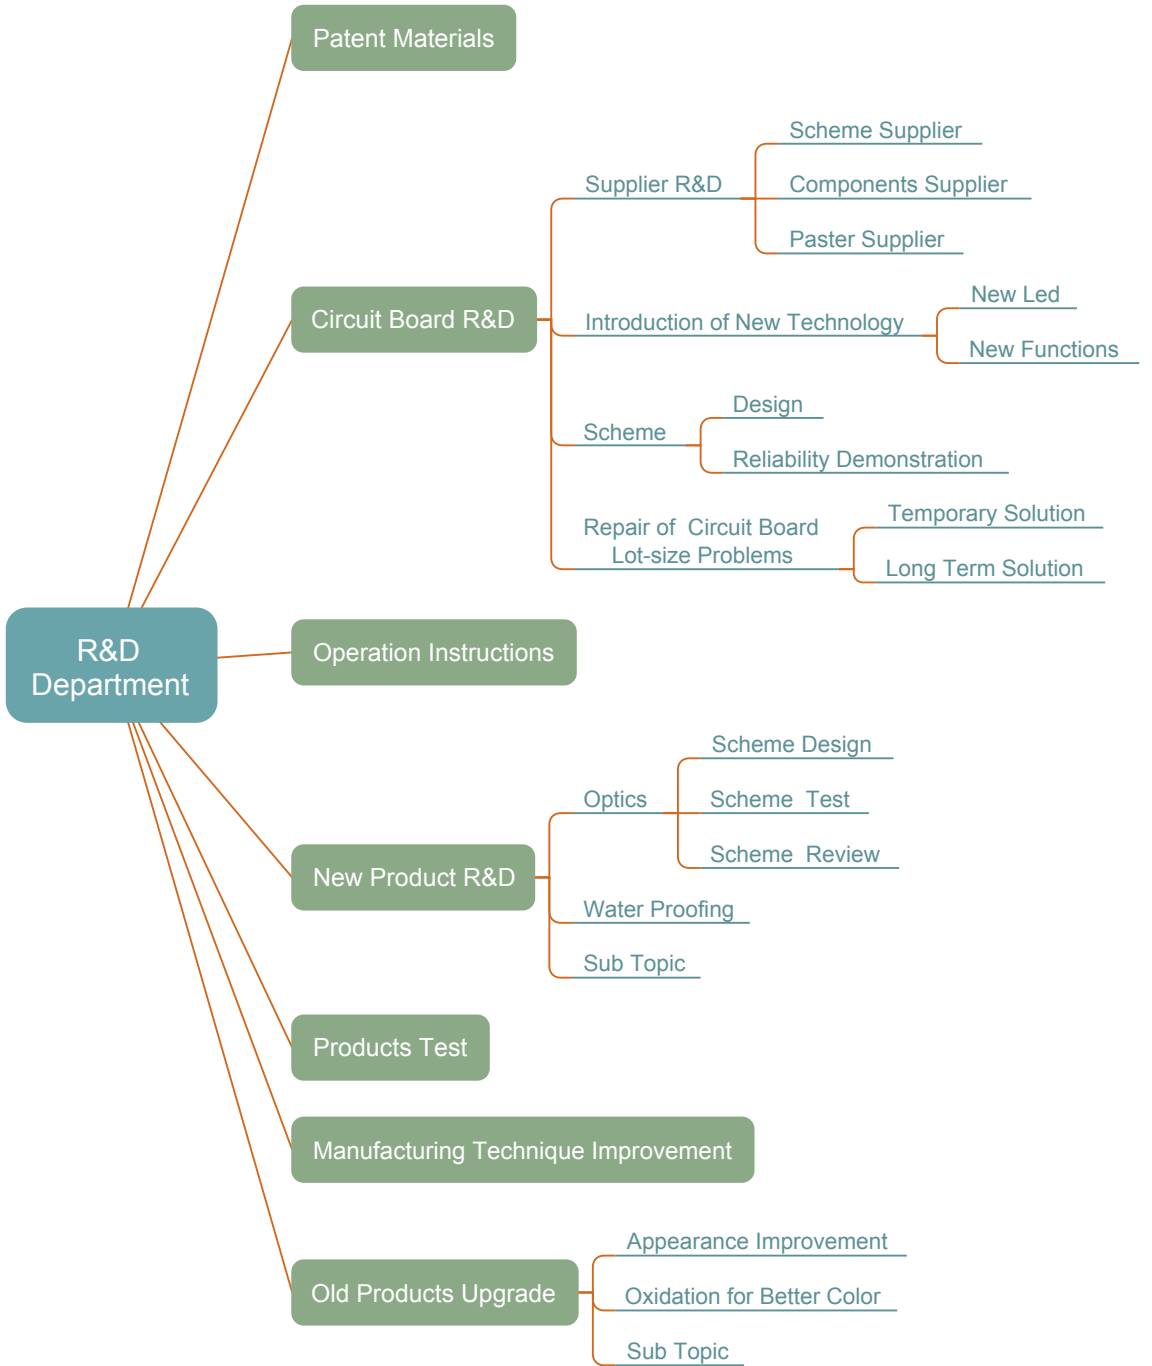 Patent Materials
Scheme Supplier
Supplier R&D
Components Supplier
Paster Supplier
Circuit Board R&D
Introduction of New Technology
New Led
New Functions
Scheme
Design
Reliability Demonstration
Repair of  Circuit Board
Lot-size Problems
Temporary Solution
Long Term Solution
R&D
Department
Operation Instructions
New Product R&D
Optics
Scheme Design
Scheme  Test
Scheme  Review
Water Proofing
Sub Topic
Products Test
Manufacturing Technique Improvement
Old Products Upgrade
Appearance Improvement
Oxidation for Better Color
Sub Topic